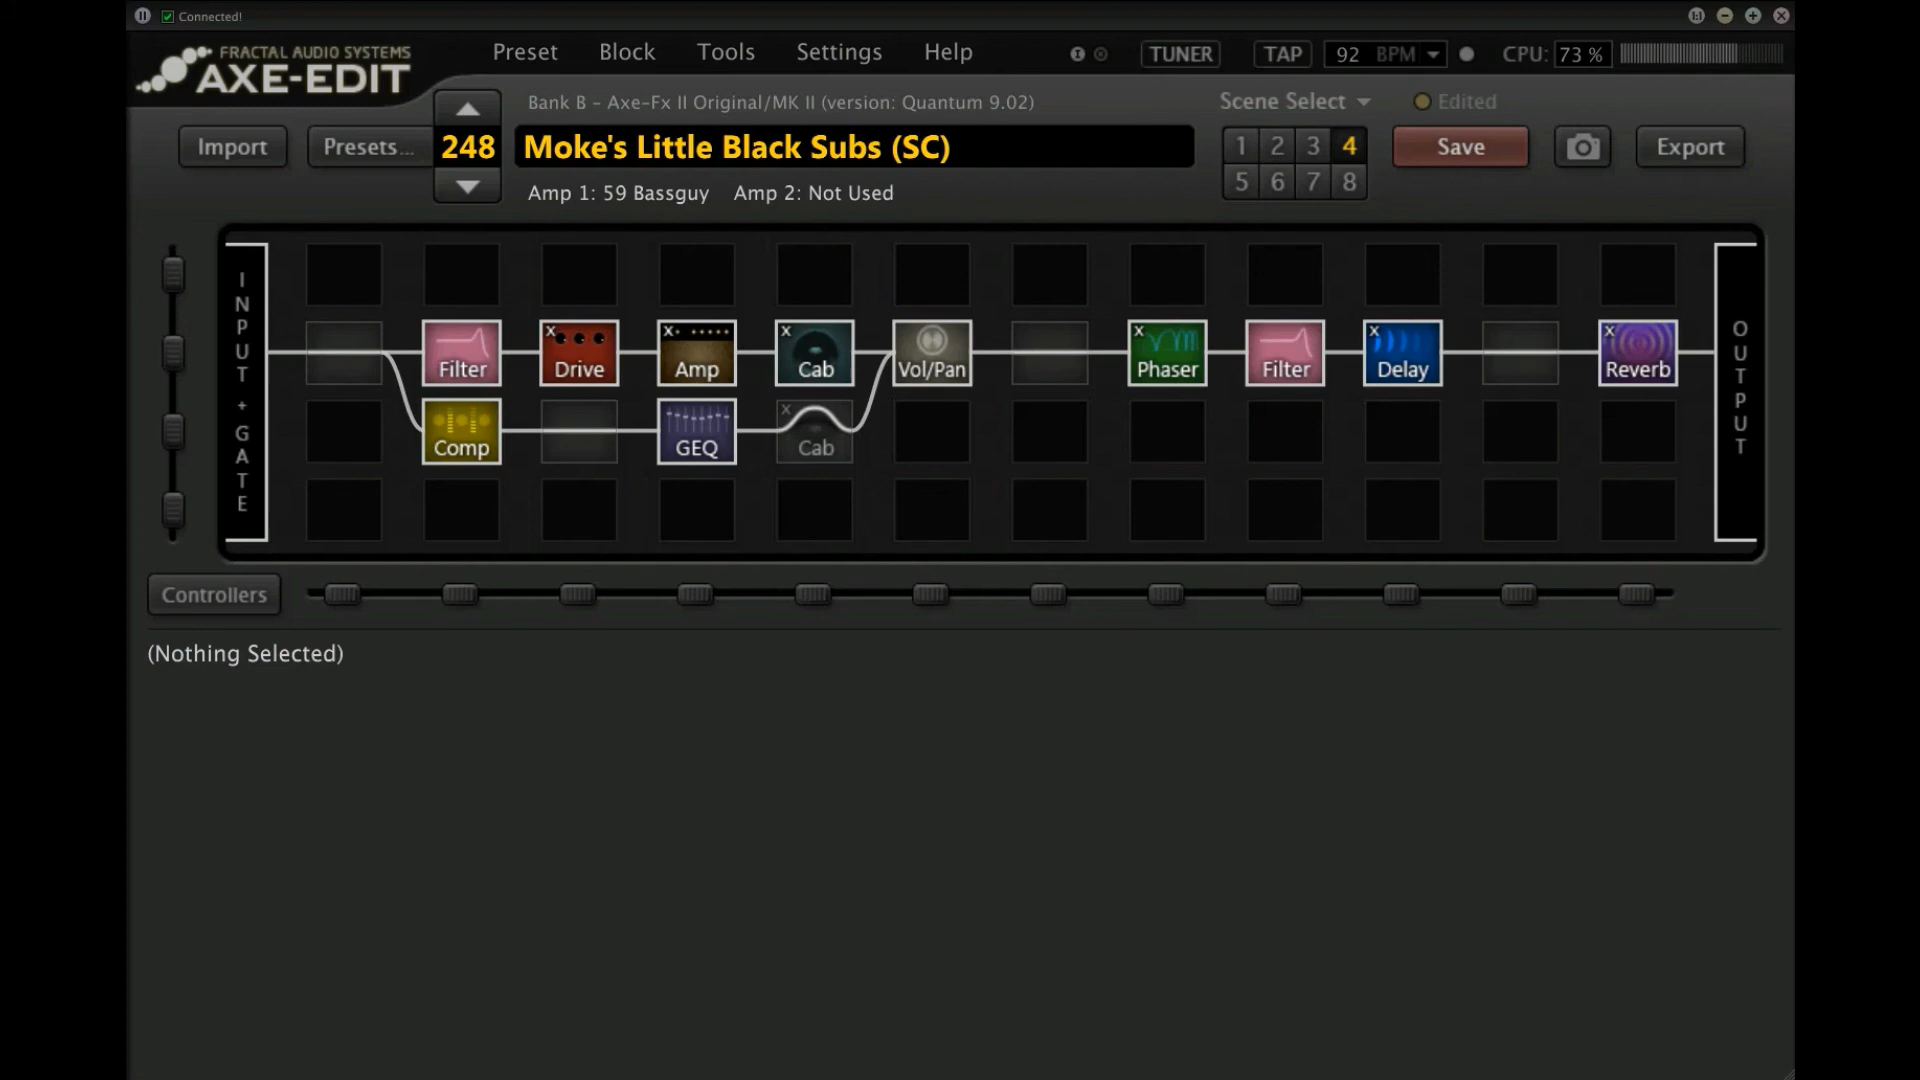 Connected!
FRACTAL AUDIO SYSTEMS
AXE-EDIT
Preset Block Tools Settings Help
TUNER TAP 92 BPM CPU: 73 %
Bank B - Axe-Fx II Original/MK II (version: Quantum 9.02)
Scene Select Edited
Import Presets... 248 Moke's Little Black Subs (SC)
1 2 3 4
5 6 7 8
Save Export
Amp 1: 59 Bassguy Amp 2: Not Used
INPUT + GATE
X X X X X X
Filter Drive Amp Cab Vol/Pan Phaser Filter Delay Reverb
X
Comp GEQ Cab
OUTPUT
Controllers
(Nothing Selected)